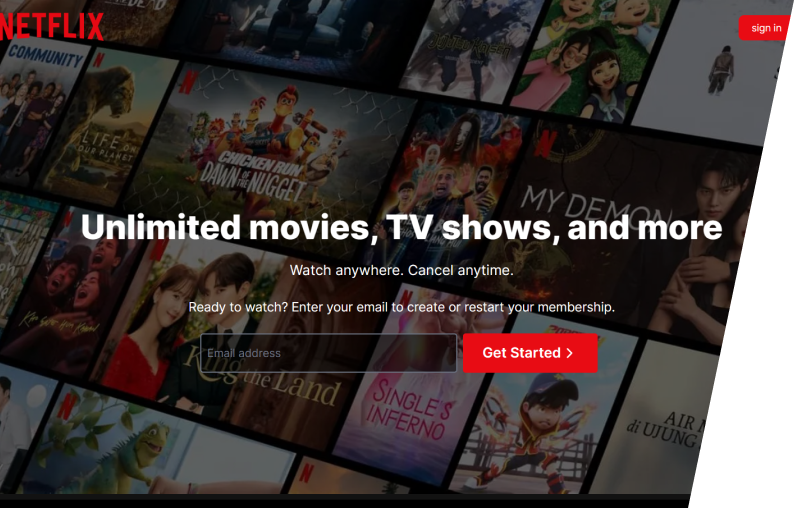 NETFLIX
sign in
COMMUNITY
LIFE ON
OUR PLANET
CHICKEN RUN
DAWN OF THE NUGGET
MY DEMON
Unlimited movies, TV shows, and more
Watch anywhere. Cancel anytime.
Ready to watch? Enter your email to create or restart your membership.
Email address
Get Started >
King the Land
SINGLE'S
INFERNO
AIR
di UJUNG